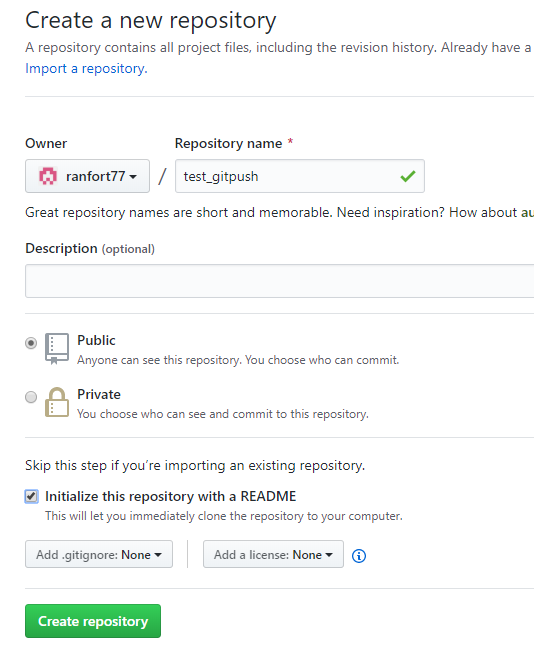 Create a new repository
A repository contains all project files, including the revision history. Already have a
Import a repository.
Owner
Repository name *
ranfort77
/
test_gitpush
Great repository names are short and memorable. Need inspiration? How about au
Description (optional)
Public
Anyone can see this repository. You choose who can commit.
Private
You choose who can see and commit to this repository.
Skip this step if you’re importing an existing repository.
Initialize this repository with a README
This will let you immediately clone the repository to your computer.
Add .gitignore: None
Add a license: None
Create repository